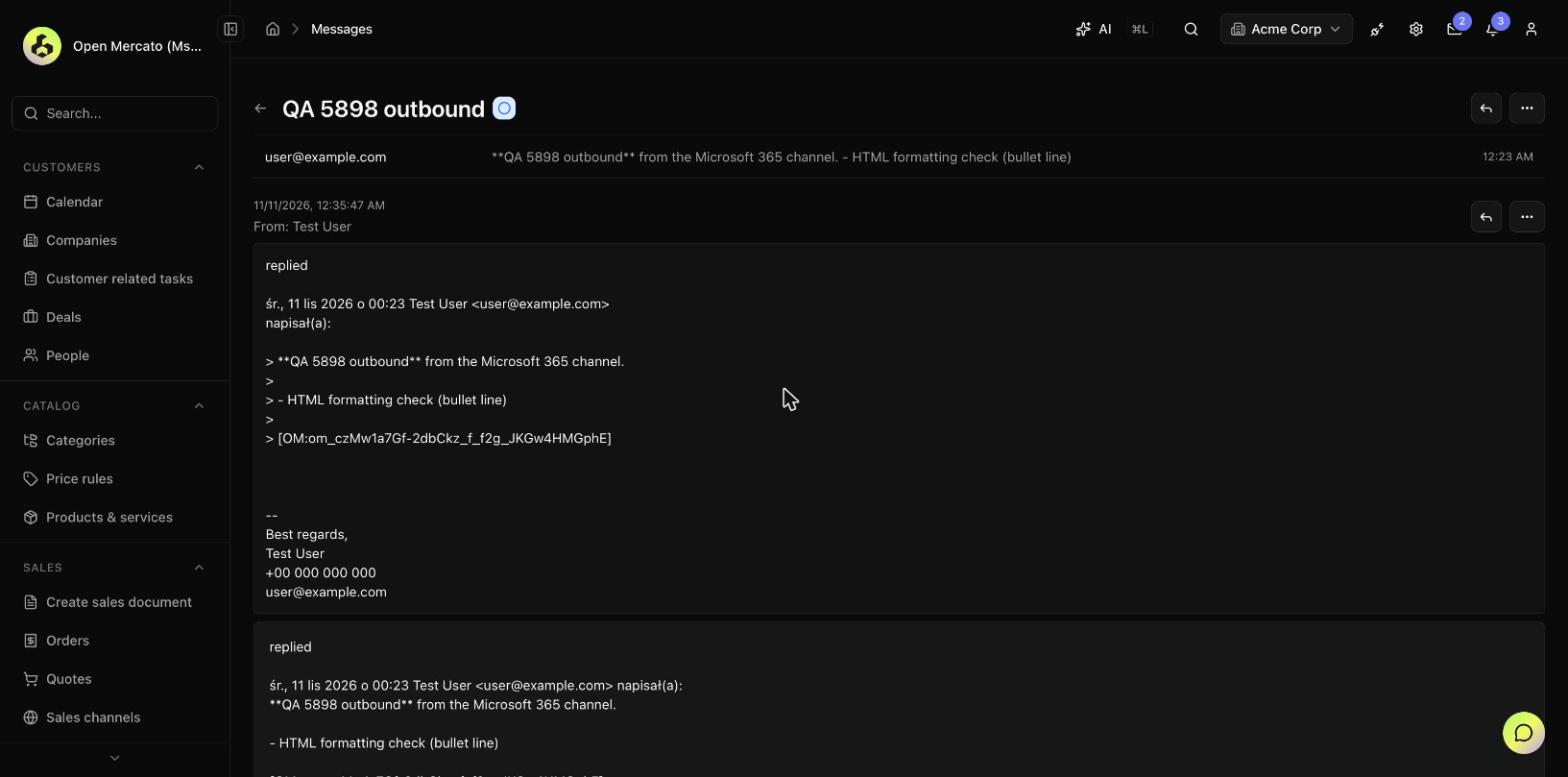 Open Mercato (Ms...
Messages
AI
⌘L
Acme Corp
2
3
Search...
CUSTOMERS
Calendar
Companies
Customer related tasks
Deals
People
CATALOG
Categories
Price rules
Products & services
SALES
Create sales document
Orders
Quotes
Sales channels
QA 5898 outbound
user@example.com **QA 5898 outbound** from the Microsoft 365 channel. - HTML formatting check (bullet line) 12:23 AM
11/11/2026, 12:35:47 AM
From: Test User
replied
śr., 11 lis 2026 o 00:23 Test User <user@example.com>
napisał(a):
> **QA 5898 outbound** from the Microsoft 365 channel.
>
> - HTML formatting check (bullet line)
>
> [OM:om_czMw1a7Gf-2dbCkz_f_f2g_JKGw4HMGphE]
--
Best regards,
Test User
+00 000 000 000
user@example.com
replied
śr., 11 lis 2026 o 00:23 Test User <user@example.com> napisał(a):
**QA 5898 outbound** from the Microsoft 365 channel.
- HTML formatting check (bullet line)